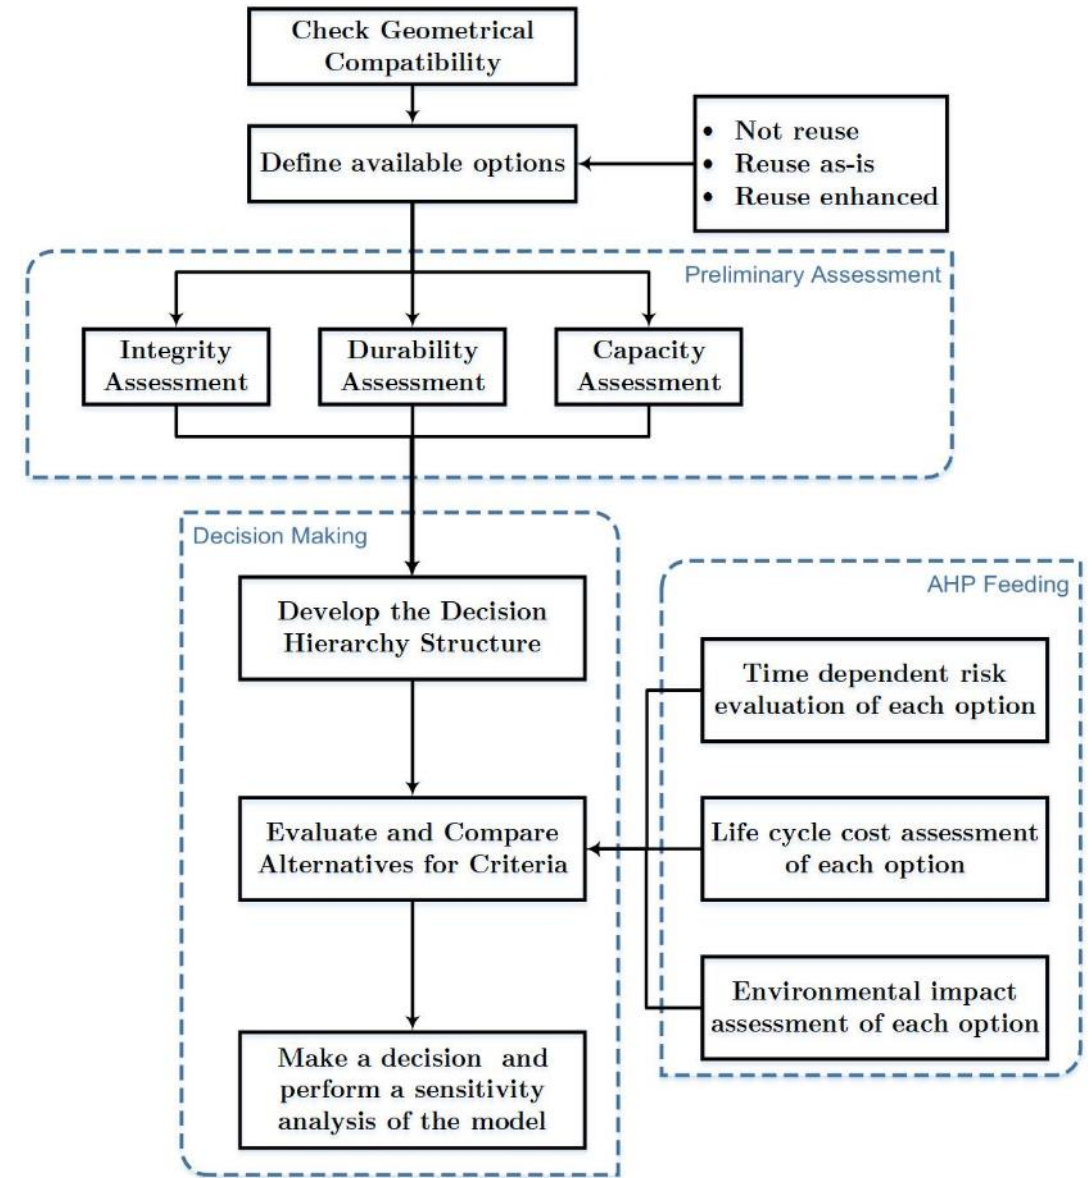 Check Geometrical
Compatibility
Define available options
• Not reuse
• Reuse as-is
• Reuse enhanced
Preliminary Assessment
Integrity
Assessment
Durability
Assessment
Capacity
Assessment
Decision Making
Develop the Decision
Hierarchy Structure
AHP Feeding
Time dependent risk
evaluation of each option
Evaluate and Compare
Alternatives for Criteria
Life cycle cost assessment
of each option
Environmental impact
assessment of each option
Make a decision and
perform a sensitivity
analysis of the model